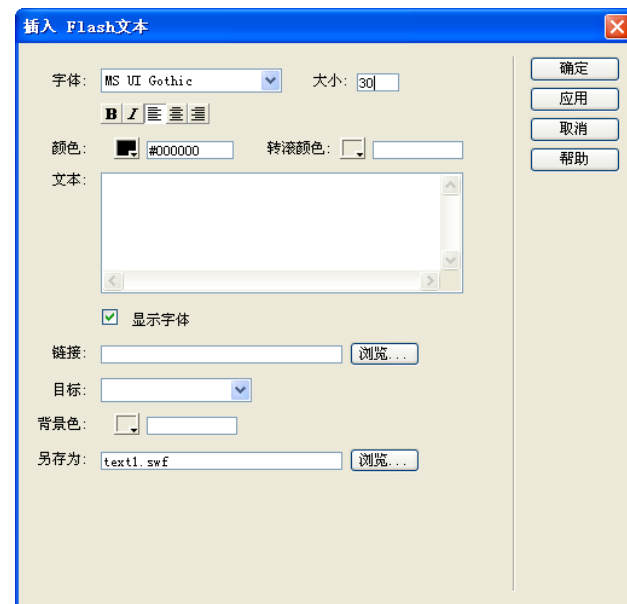 插入 Flash文本
字体: MS UI Gothic 大小: 30
B I
颜色: #000000 转滚颜色:
文本:
显示字体
链接: 浏览...
目标:
背景色:
另存为: text1.swf 浏览...
确定
应用
取消
帮助